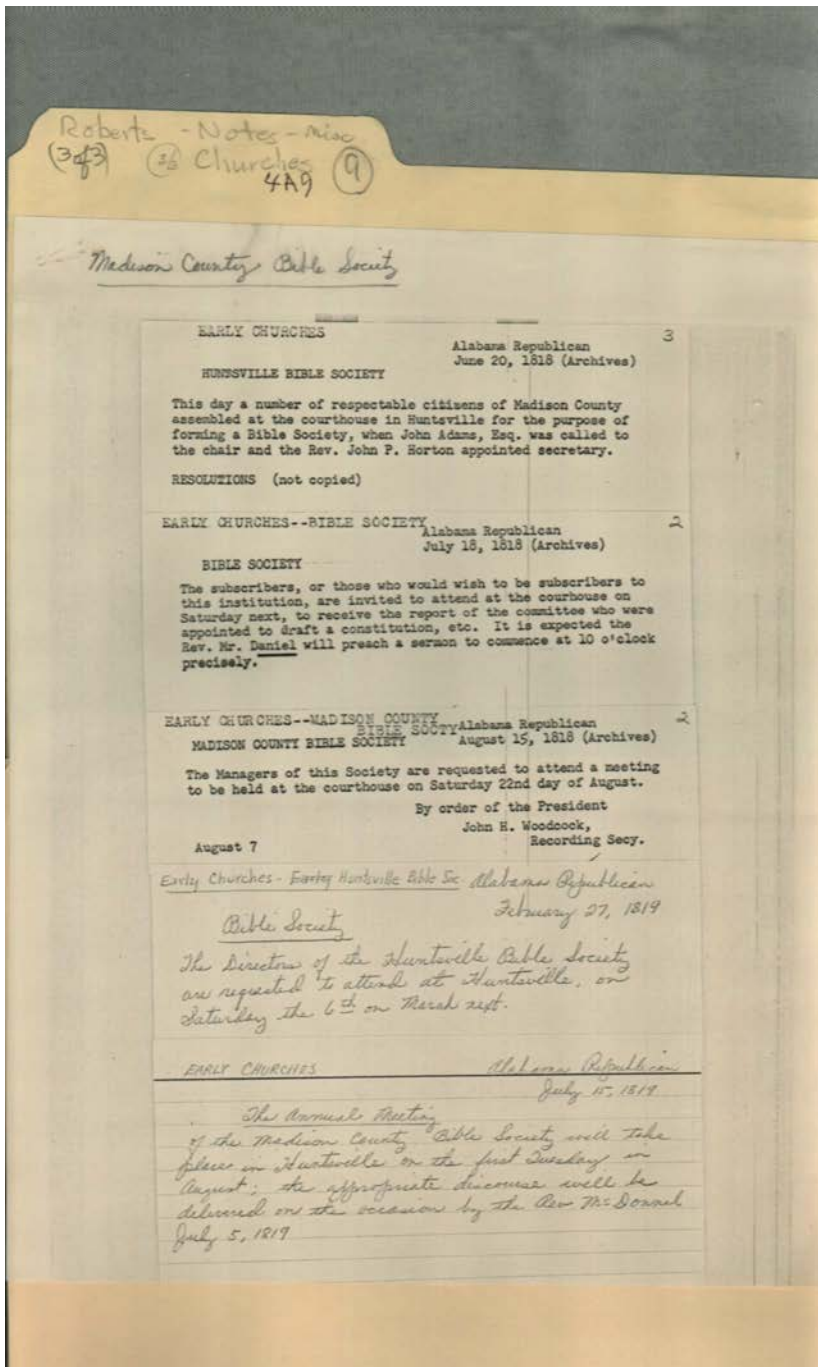 Roberts - Notes - misc
(3of3) Churches 9
4A9
Madison County Bible Society
EARLY CHURCHES 3
Alabama Republican
June 20, 1818 (Archives)
HUNSSVILLE BIBLE SOCIETY
This day a number of respectable citizens of Madison County
assembled at the courthouse in Huntsville for the purpose of
forming a Bible Society, when John Adams, Esq. was called to
the chair and the Rev. John P. Horton appointed secretary.
RESOLUTIONS (not copied)
EARLY CHURCHES--BIBLE SOCIETY 2
Alabama Republican
July 18, 1818 (Archives)
BIBLE SOCIETY
The subscribers, or those who would wish to be subscribers to
this institution, are invited to attend at the courhouse on
Saturday next, to receive the report of the committee who were
appointed to draft a constitution, etc. It is expected the
Rev. Mr. Daniel will preach a sermon to commence at 10 o'clock
precisely.
EARLY CHURCHES--MADISON COUNTY 2
BIBLE SOCTY Alabama Republican
MADISON COUNTY BIBLE SOCIETY August 15, 1818 (Archives)
The Managers of this Society are requested to attend a meeting
to be held at the courthouse on Saturday 22nd day of August.
By order of the President
John H. Woodcock,
August 7 Recording Secy.
Early Churches - Huntsville Bible Soc. Alabama Republican
February 27, 1819
Bible Society
The Directors of the Huntsville Bible Society
are requested to attend at Huntsville, on
Saturday the 6th on March next.
EARLY CHURCHES Alabama Republican
July 15, 1819
The Annual Meeting
of the Madison County Bible Society will take
place in Huntsville on the first Tuesday in
August; the appropriate discourse will be
delivered on the occasion by the Rev McDonnel
July 5, 1819